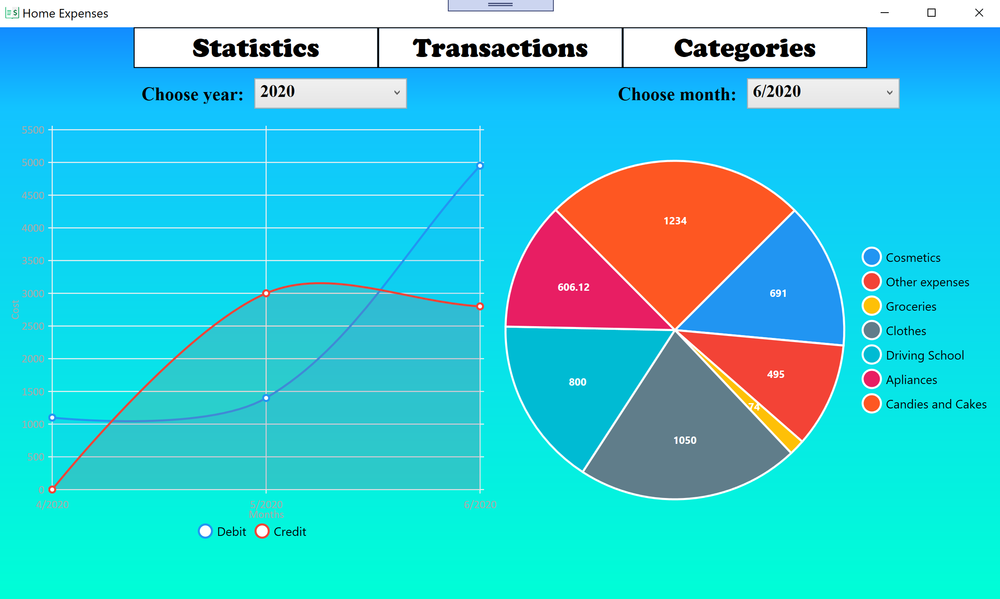 Home Expenses
Statistics Transactions Categories
Choose year: 2020
Choose month: 6/2020
5500
5000
4500
4000
3500
3000
2500
2000
1500
1000
500
0
Cost
4/2020 5/2020 6/2020
Months
Debit Credit
1234
691
606.12
495
800
74
1050
Cosmetics
Other expenses
Groceries
Clothes
Driving School
Apliances
Candies and Cakes